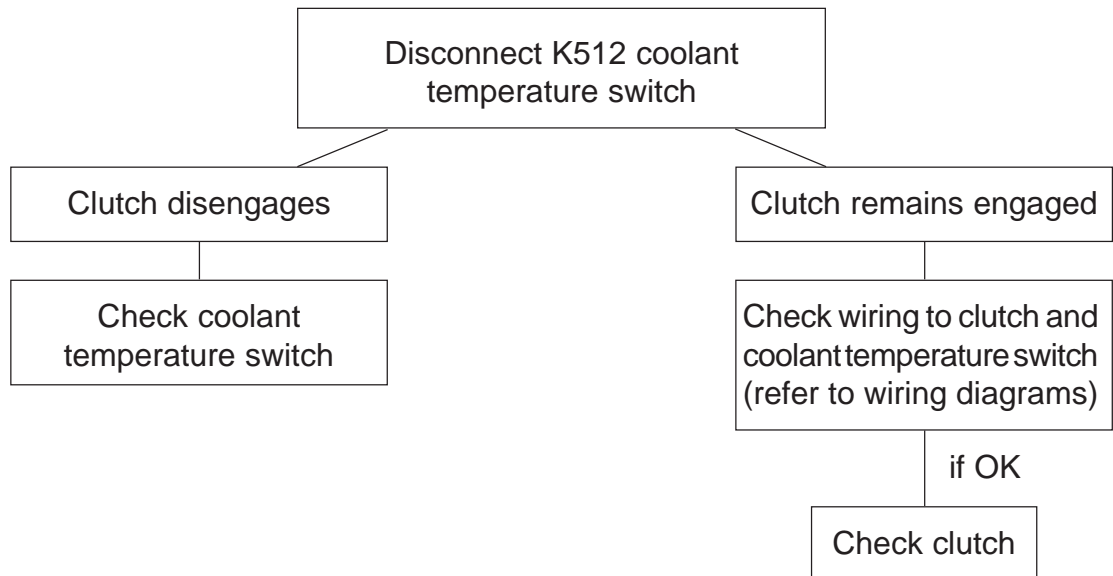 Disconnect K512 coolant
temperature switch
Clutch disengages
Check coolant
temperature switch
Clutch remains engaged
Check wiring to clutch and
coolant temperature switch
(refer to wiring diagrams)
if OK
Check clutch